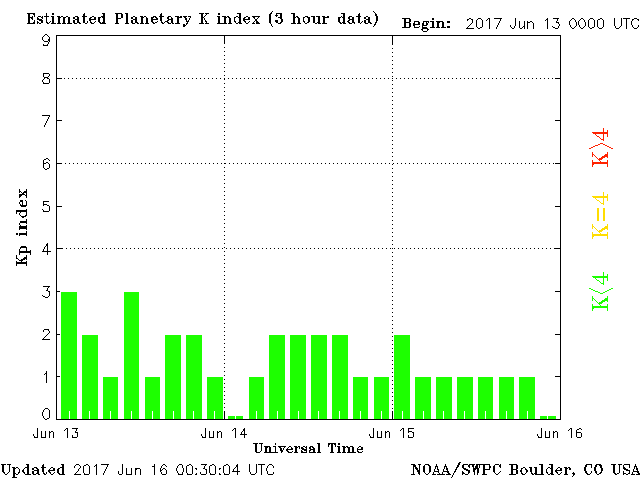 Estimated Planetary K index (3 hour data) Begin: 2017 Jun 13 0000 UTC
9
8
7
6
5
4
3
2
1
0
Kp index
K>4
K=4
K<4
Jun 13 Jun 14 Jun 15 Jun 16
Universal Time
Updated 2017 Jun 16 00:30:04 UTC NOAA/SWPC Boulder, CO USA